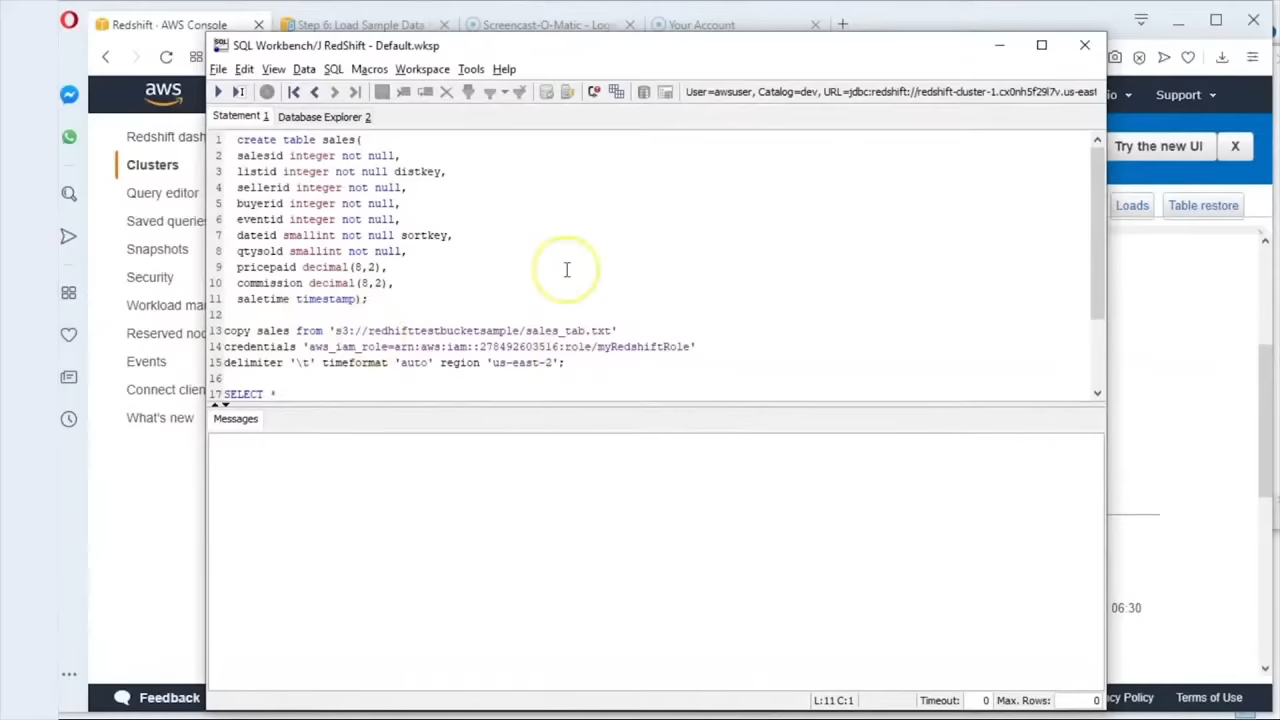 Redshift · AWS Console
Step 6: Load Sample Data
Screencast-O-Matic - Lo
Your Account
SQL Workbench/J RedShift - Default.wksp
File Edit View Data SQL Macros Workspace Tools Help
User=awsuser, Catalog=dev, URL=jdbc:redshift://redshift-cluster-1.cx0nh5f29l7v.us-east
Statement 1 Database Explorer 2
1 create table sales(
2 salesid integer not null,
3 listid integer not null distkey,
4 sellerid integer not null,
5 buyerid integer not null,
6 eventid integer not null,
7 dateid smallint not null sortkey,
8 qtysold smallint not null,
9 pricepaid decimal(8,2),
10 commission decimal(8,2),
11 saletime timestamp);
12
13 copy sales from 's3://redhifttestbucketsample/sales_tab.txt'
14 credentials 'aws_iam_role=arn:aws:iam::278492603516:role/myRedshiftRole'
15 delimiter '\t' timeformat 'auto' region 'us-east-2';
16
17 SELECT *
Messages
L:11 C:1 Timeout: 0 Max. Rows: 0
aws
Redshift dash
Clusters
Query editor
Saved querie
Snapshots
Security
Workload ma
Reserved no
Events
Connect clien
What's new
Feedback
io Support
Try the new UI X
Loads Table restore
06:30
cy Policy Terms of Use